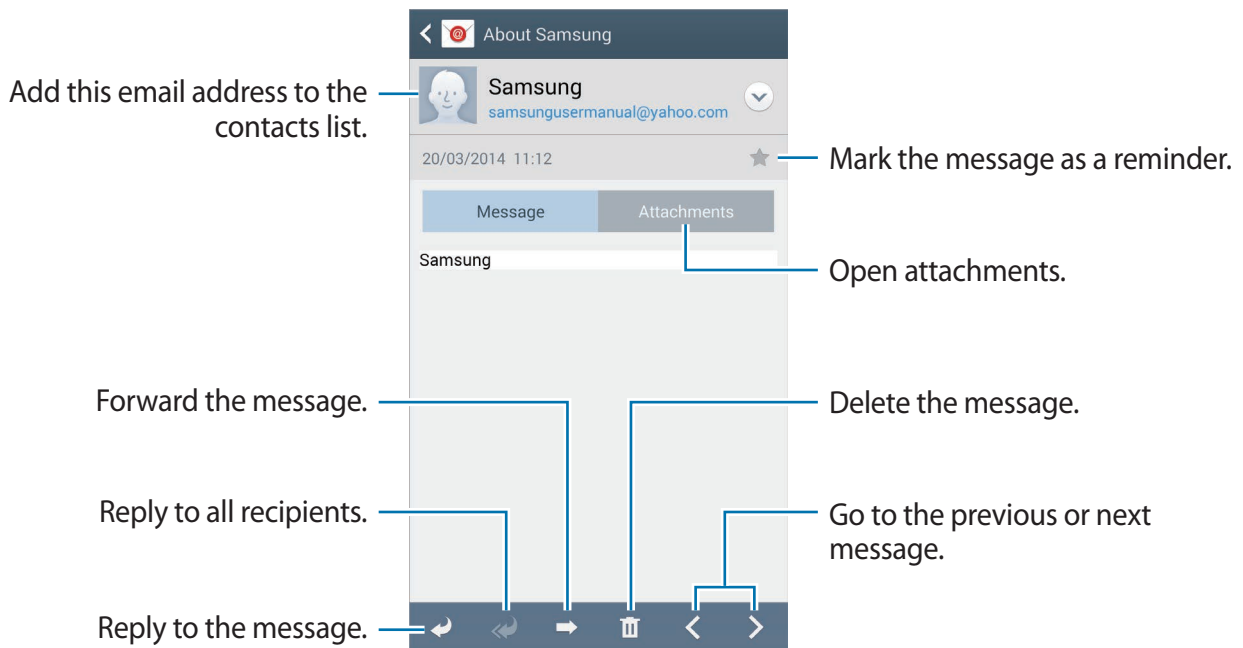 About Samsung
Add this email address to the
contacts list.
Samsung
samsungusermanual@yahoo.com
20/03/2014 11:12
Mark the message as a reminder.
Message
Attachments
Samsung
Open attachments.
Forward the message.
Delete the message.
Reply to all recipients.
Go to the previous or next
message.
Reply to the message.